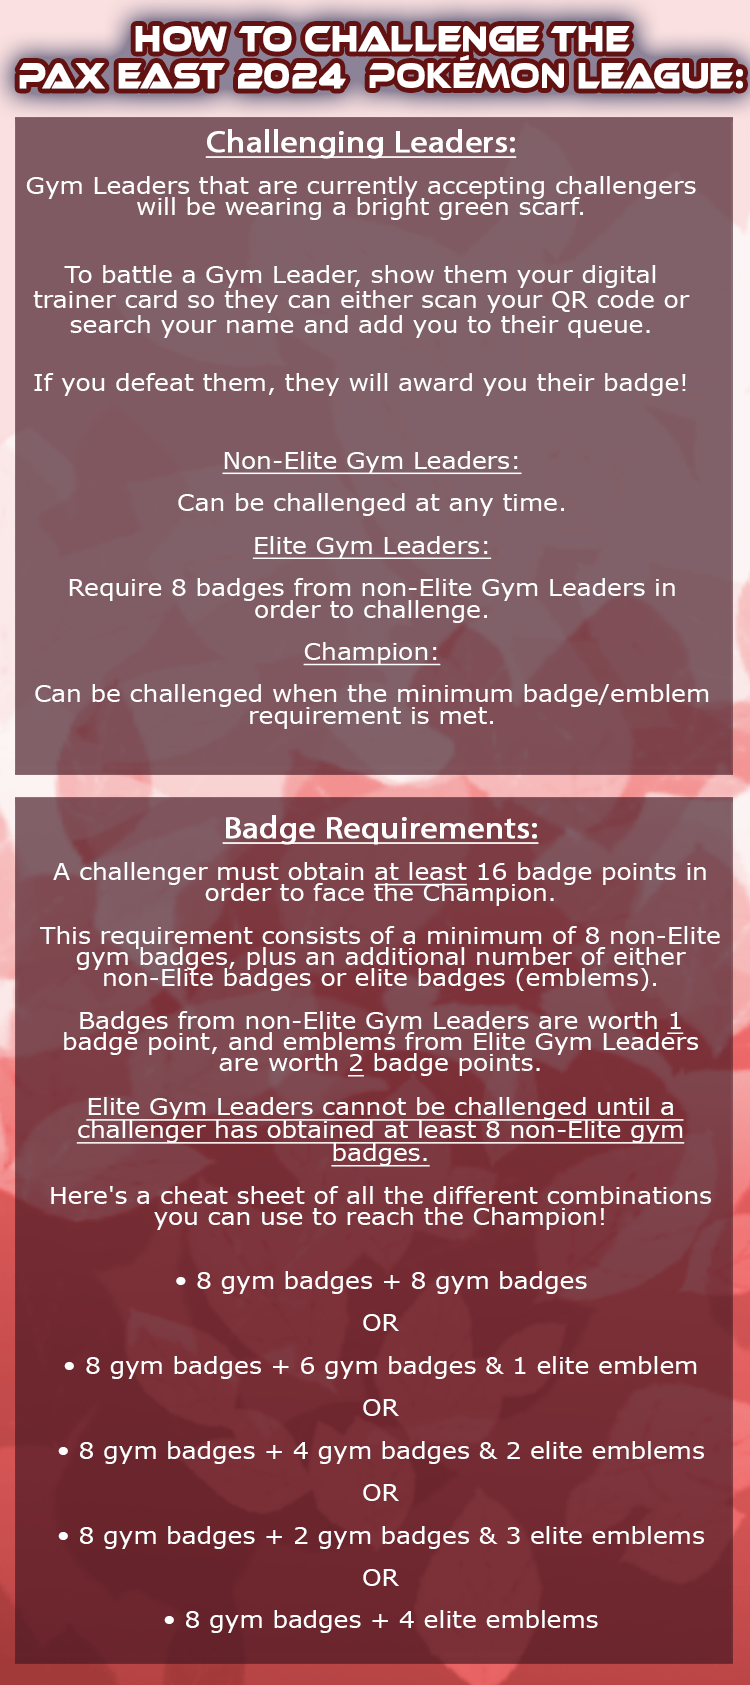 HOW TO CHALLENGE THE
PAX EAST 2024 POKÉMON LEAGUE:
Challenging Leaders:
Gym Leaders that are currently accepting challengers
will be wearing a bright green scarf.
To battle a Gym Leader, show them your digital
trainer card so they can either scan your QR code or
search your name and add you to their queue.
If you defeat them, they will award you their badge!
Non-Elite Gym Leaders:
Can be challenged at any time.
Elite Gym Leaders:
Require 8 badges from non-Elite Gym Leaders in
order to challenge.
Champion:
Can be challenged when the minimum badge/emblem
requirement is met.
Badge Requirements:
A challenger must obtain at least 16 badge points in
order to face the Champion.
This requirement consists of a minimum of 8 non-Elite
gym badges, plus an additional number of either
non-Elite badges or elite badges (emblems).
Badges from non-Elite Gym Leaders are worth 1
badge point, and emblems from Elite Gym Leaders
are worth 2 badge points.
Elite Gym Leaders cannot be challenged until a
challenger has obtained at least 8 non-Elite gym
badges.
Here's a cheat sheet of all the different combinations
you can use to reach the Champion!
• 8 gym badges + 8 gym badges
OR
• 8 gym badges + 6 gym badges & 1 elite emblem
OR
• 8 gym badges + 4 gym badges & 2 elite emblems
OR
• 8 gym badges + 2 gym badges & 3 elite emblems
OR
• 8 gym badges + 4 elite emblems